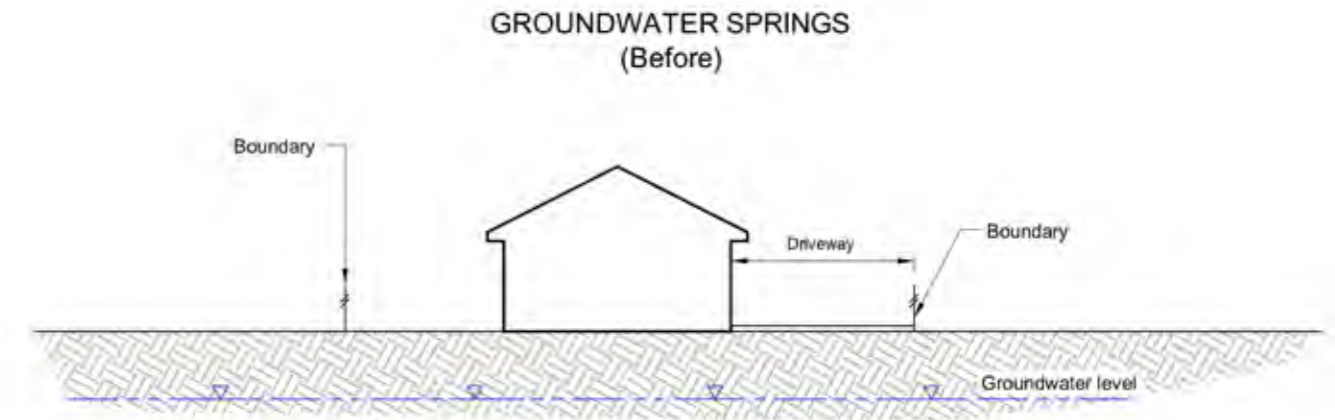 GROUNDWATER SPRINGS
(Before)
Boundary
Driveway
Boundary
Groundwater level